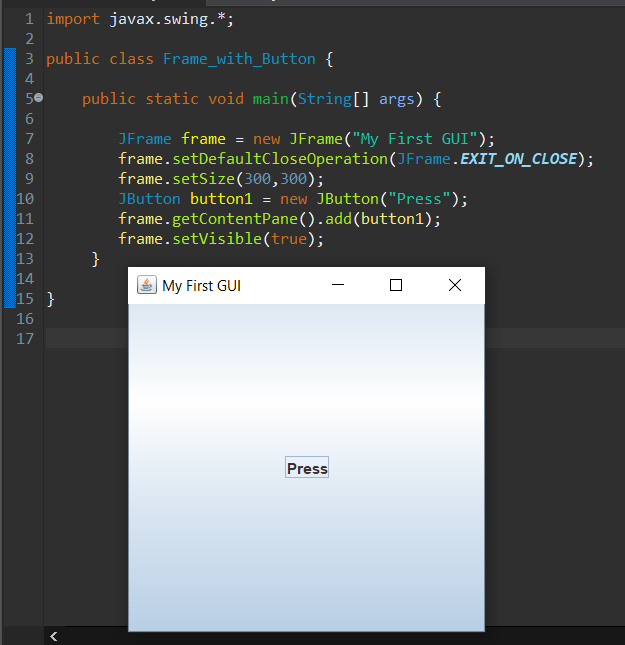 1 import javax.swing.*;
2
3 public class Frame_with_Button {
4
5 public static void main(String[] args) {
6
7 JFrame frame = new JFrame("My First GUI");
8 frame.setDefaultCloseOperation(JFrame.EXIT_ON_CLOSE);
9 frame.setSize(300,300);
10 JButton button1 = new JButton("Press");
11 frame.getContentPane().add(button1);
12 frame.setVisible(true);
13 }
14
15 }
16
17
My First GUI
Press